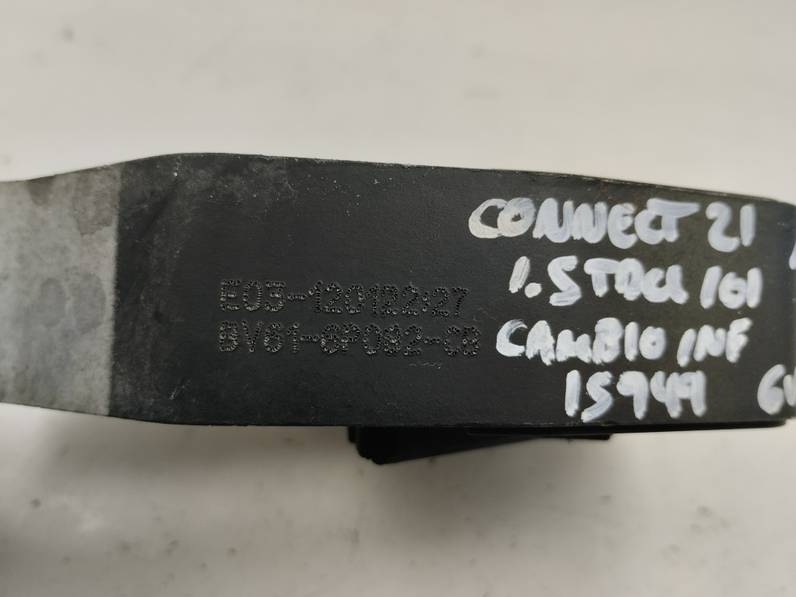 E03-120122:27
BV61-6P082-CB
CONNECT 21
1.5TDCI 101
CAMBIO INF
15949